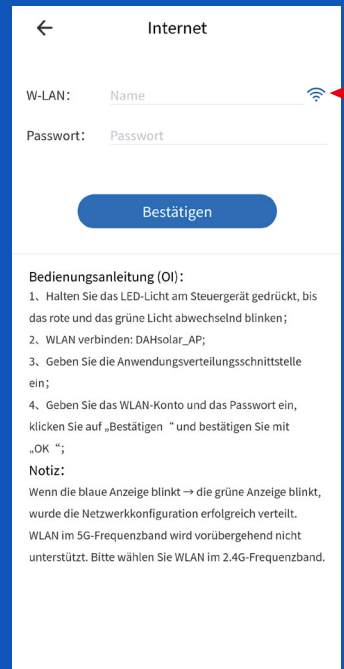 Internet
W-LAN: Name
Passwort: Passwort
Bestätigen
Bedienungsanleitung (OI):
1、Halten Sie das LED-Licht am Steuergerät gedrückt, bis
das rote und das grüne Licht abwechselnd blinken;
2、WLAN verbinden: DAHsolar_AP;
3、Geben Sie die Anwendungsverteilungsschnittstelle
ein;
4、Geben Sie das WLAN-Konto und das Passwort ein,
klicken Sie auf „Bestätigen “ und bestätigen Sie mit
„OK “;
Notiz:
Wenn die blaue Anzeige blinkt → die grüne Anzeige blinkt,
wurde die Netzwerkkonfiguration erfolgreich verteilt.
WLAN im 5G-Frequenzband wird vorübergehend nicht
unterstützt. Bitte wählen Sie WLAN im 2.4G-Frequenzband.